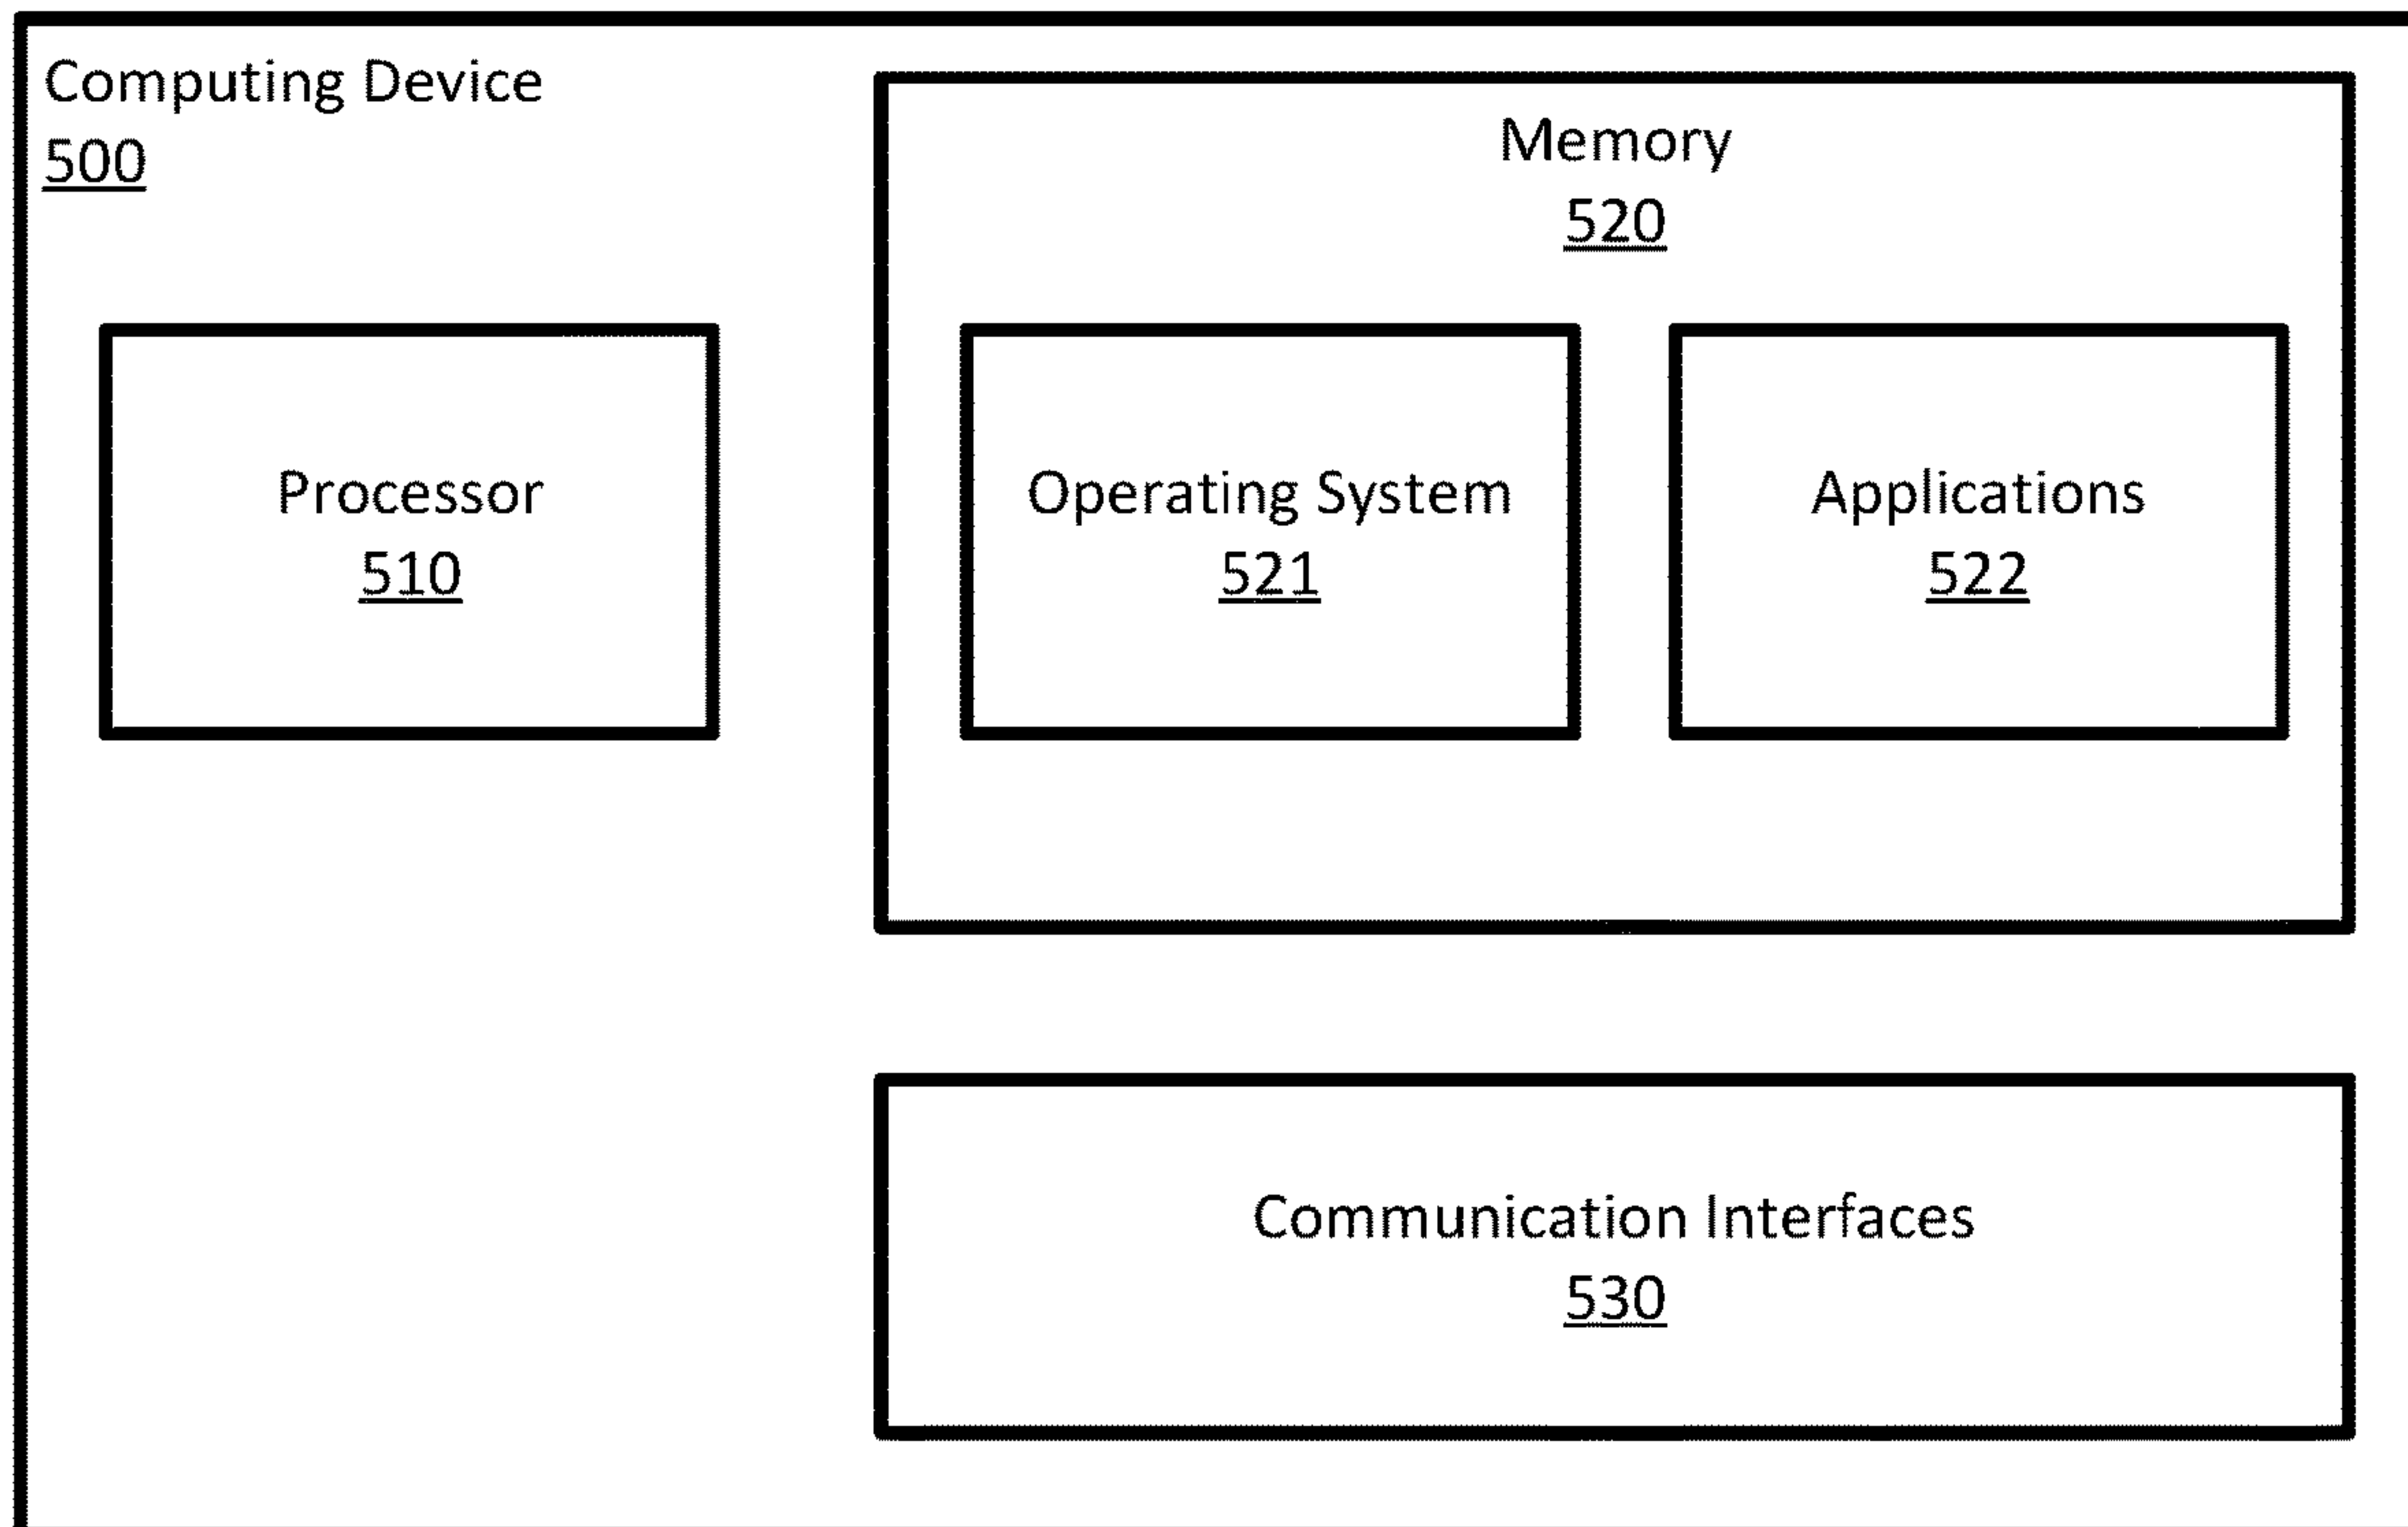 Computing Device
500
Memory
520
Processor
510
Operating System
521
Applications
522
Communication Interfaces
530